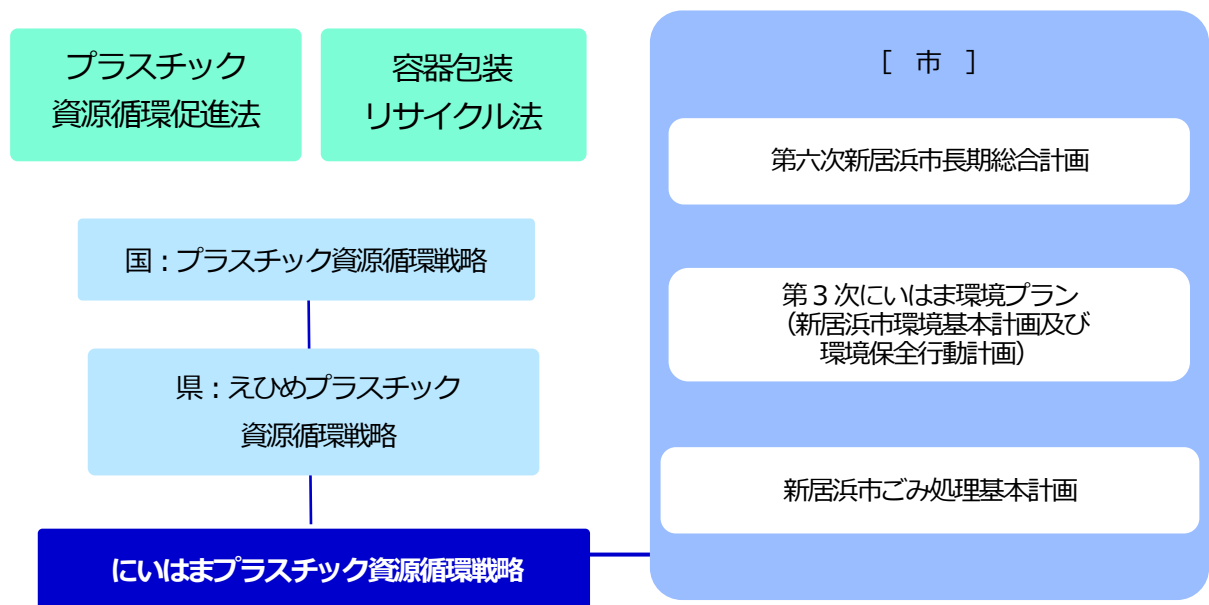 プラスチック
資源循環促進法
容器包装
リサイクル法
国：プラスチック資源循環戦略
県：えひめプラスチック
資源循環戦略
にいはまプラスチック資源循環戦略
［ 市 ］
第六次新居浜市長期総合計画
第３次にいはま環境プラン
（新居浜市環境基本計画及び
環境保全行動計画）
新居浜市ごみ処理基本計画